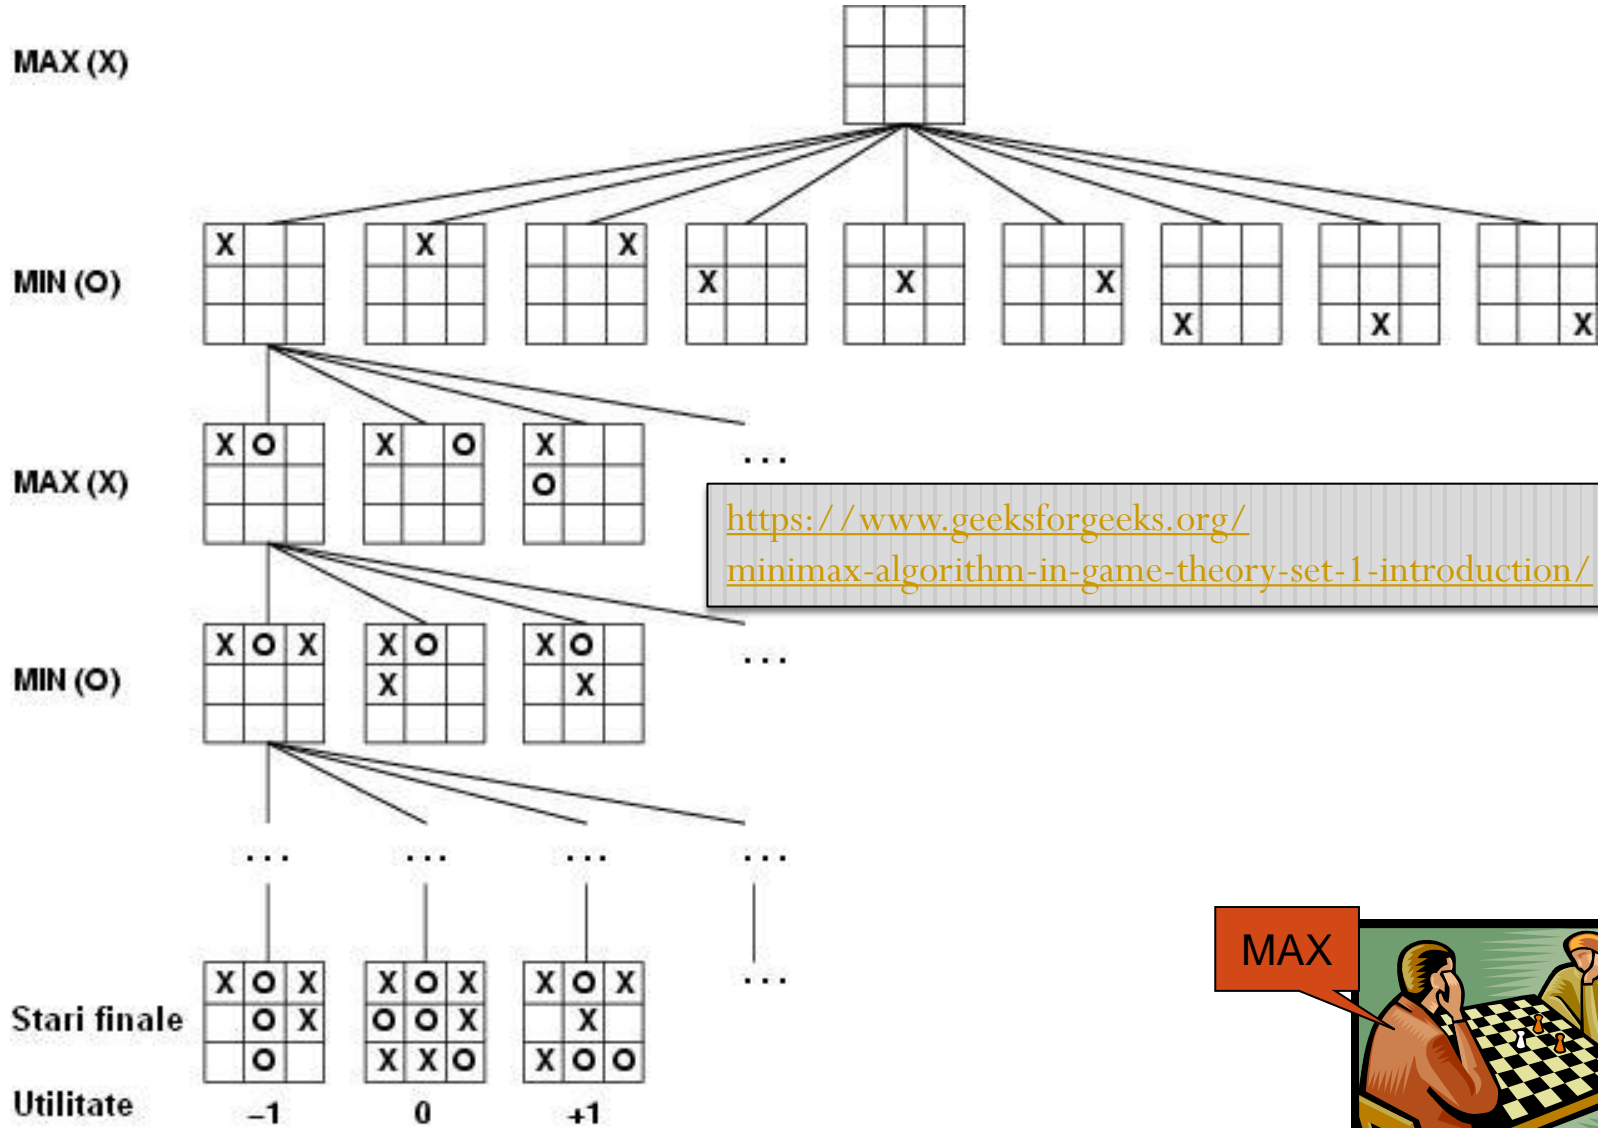 MAX (X)
X X X X X X X X X
MIN (O)
X O X O X
...
MAX (X)
O
https://www.geeksforgeeks.org/
minimax-algorithm-in-game-theory-set-1-introduction/
X O X X O X O
...
MIN (O)
X X
... ... ... ...
MAX
X O X X O X X O X
...
Stari finale
O X O O X X
O X X O X O O
Utilitate
–1 0 +1